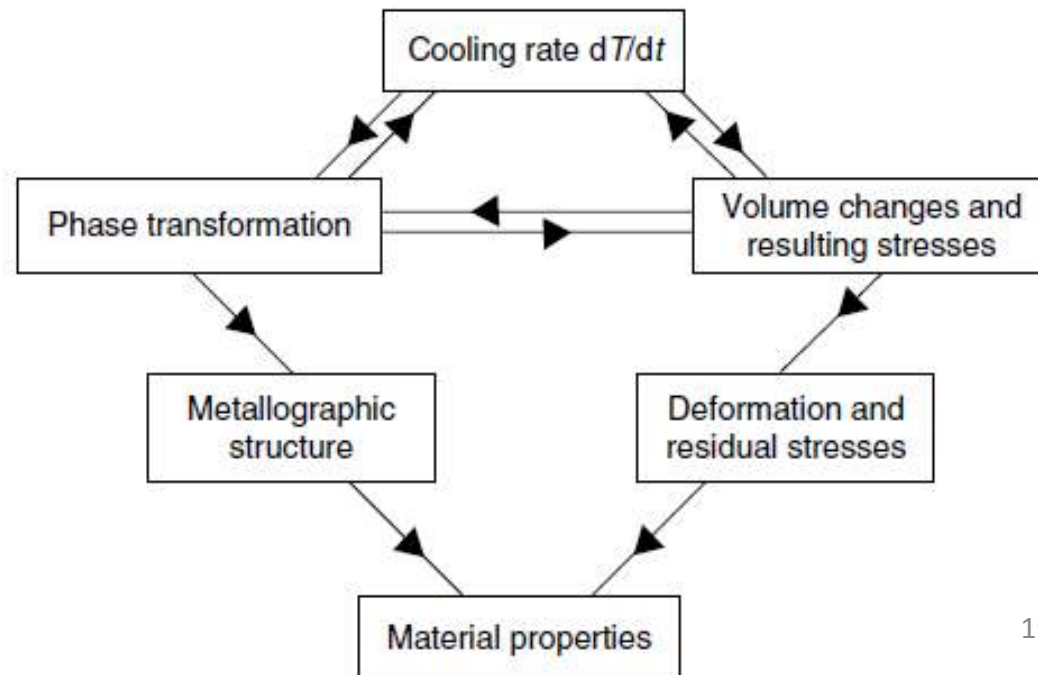 Cooling rate dT/dt
Phase transformation
Volume changes and
resulting stresses
Metallographic
structure
Deformation and
residual stresses
Material properties
1